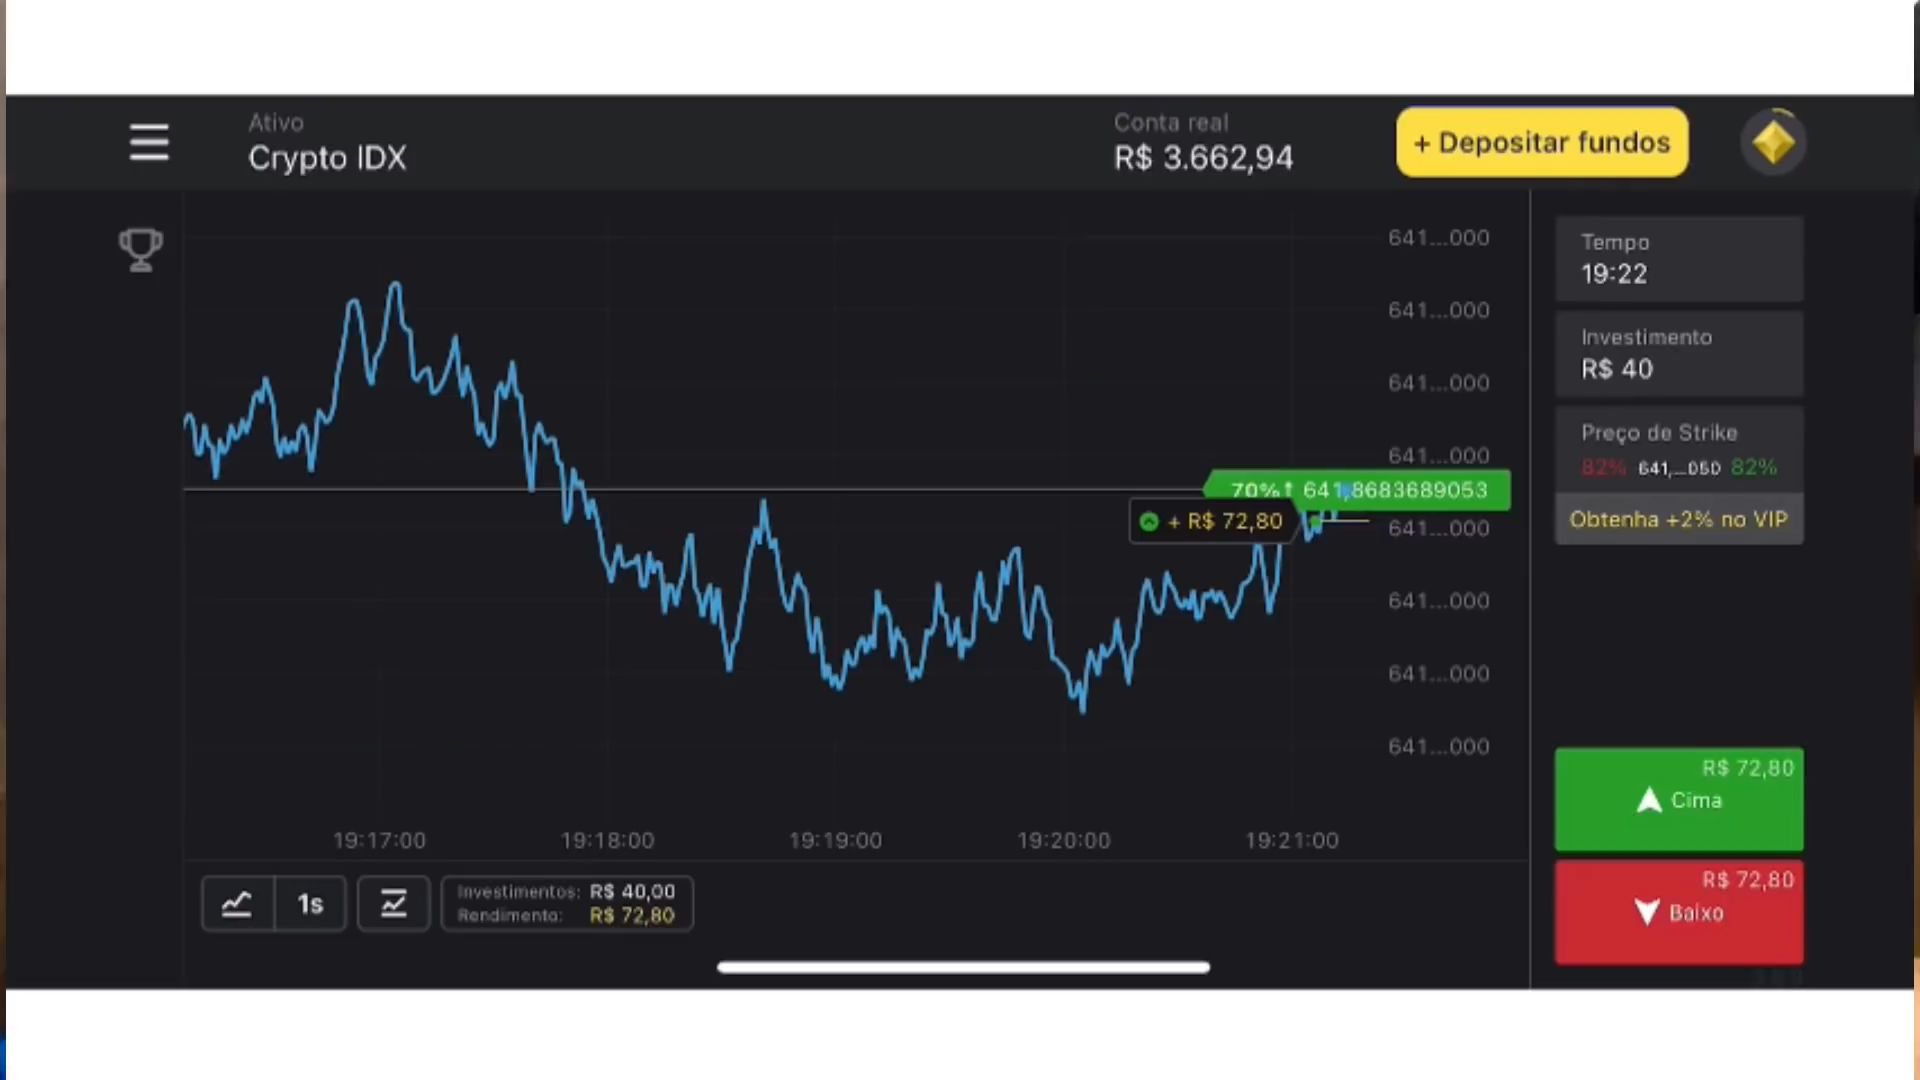 Ativo
Crypto IDX
Conta real
R$ 3.662,94
+ Depositar fundos
641...000
641...000
641...000
641...000
70%↑ 641,8683689053
+ R$ 72,80
641...000
641...000
641...000
641...000
Tempo
19:22
Investimento
R$ 40
Preço de Strike
82% 641,...050 82%
Obtenha +2% no VIP
R$ 72,80
Cima
R$ 72,80
Baixo
19:17:00
19:18:00
19:19:00
19:20:00
19:21:00
1s
Investimentos: R$ 40,00
Rendimento: R$ 72,80